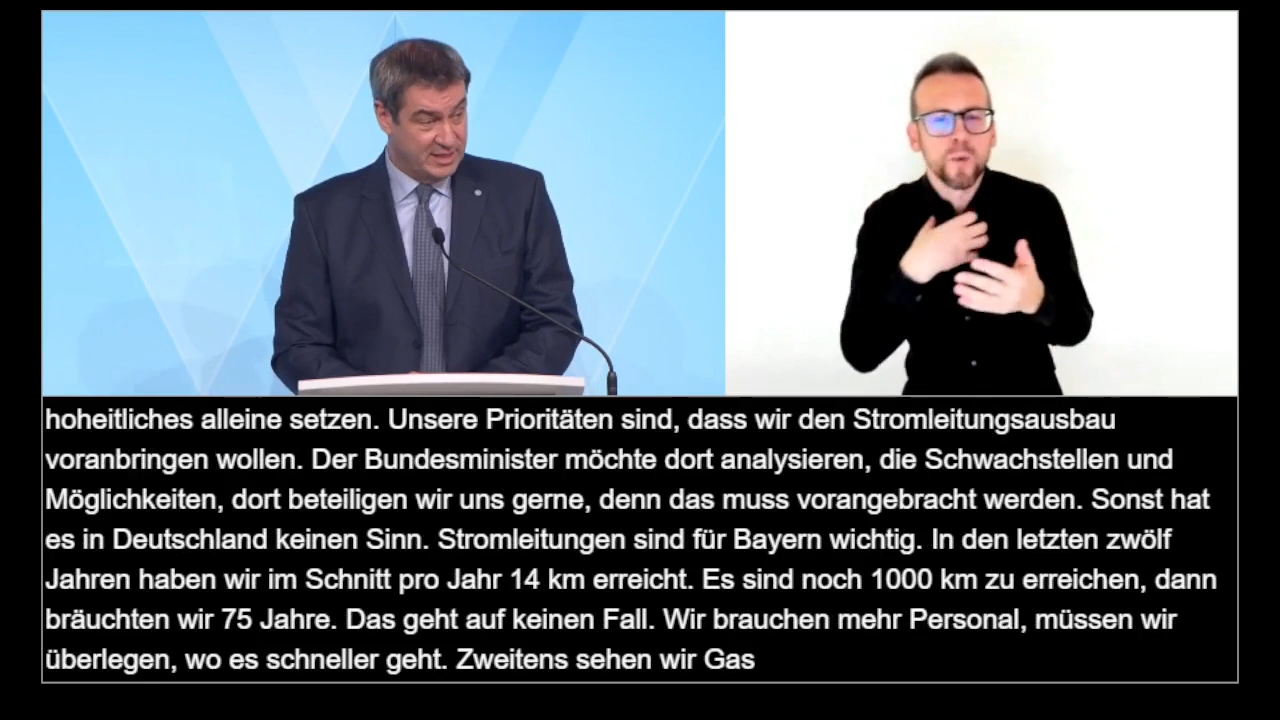 hoheitliches alleine setzen. Unsere Prioritäten sind, dass wir den Stromleitungsausbau
voranbringen wollen. Der Bundesminister möchte dort analysieren, die Schwachstellen und
Möglichkeiten, dort beteiligen wir uns gerne, denn das muss vorangebracht werden. Sonst hat
es in Deutschland keinen Sinn. Stromleitungen sind für Bayern wichtig. In den letzten zwölf
Jahren haben wir im Schnitt pro Jahr 14 km erreicht. Es sind noch 1000 km zu erreichen, dann
bräuchten wir 75 Jahre. Das geht auf keinen Fall. Wir brauchen mehr Personal, müssen wir
überlegen, wo es schneller geht. Zweitens sehen wir Gas